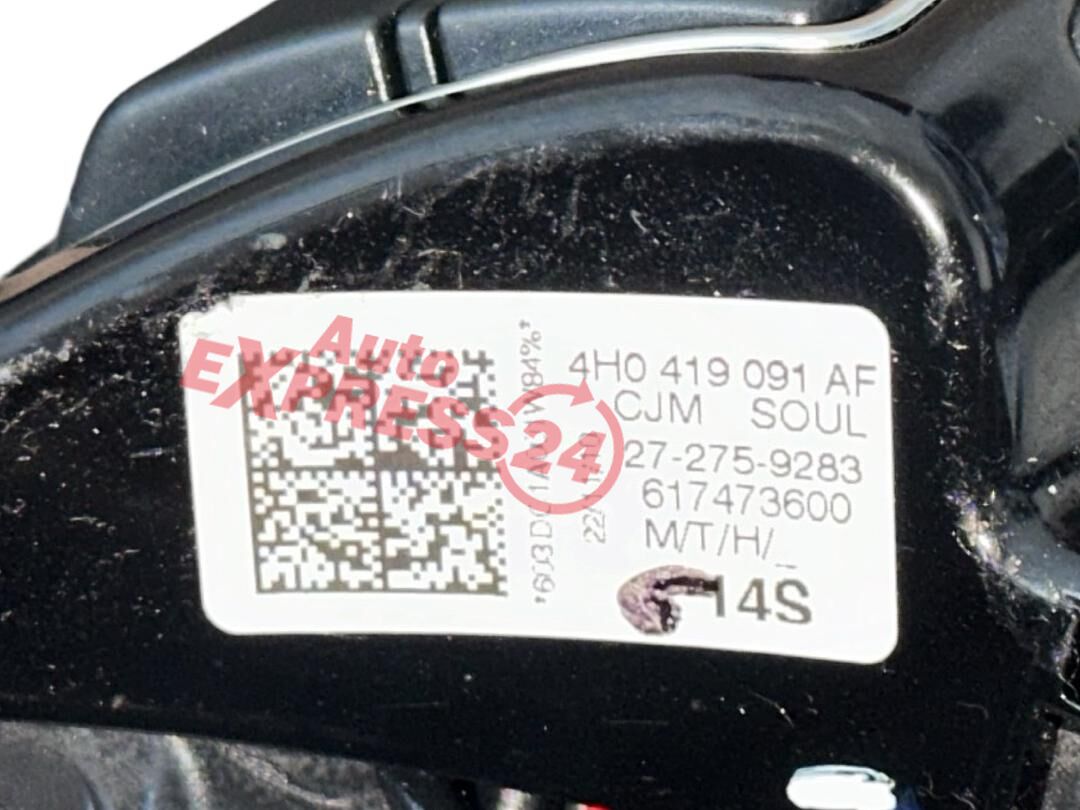 4H0 419 091 AF
CJM SOUL
27-275-9283
617473600
M/T/H/_
14S
Auto
EXPRESS24